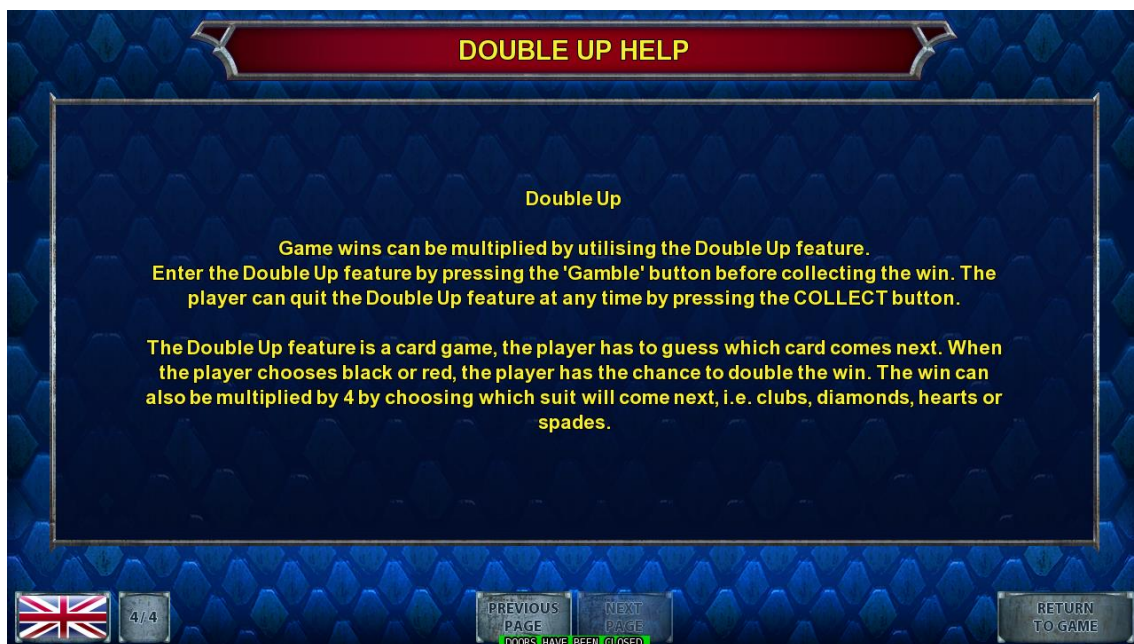 DOUBLE UP HELP
Double Up
Game wins can be multiplied by utilising the Double Up feature.
Enter the Double Up feature by pressing the 'Gamble' button before collecting the win. The
player can quit the Double Up feature at any time by pressing the COLLECT button.
The Double Up feature is a card game, the player has to guess which card comes next. When
the player chooses black or red, the player has the chance to double the win. The win can
also be multiplied by 4 by choosing which suit will come next, i.e. clubs, diamonds, hearts or
spades.
4/4
PREVIOUS
PAGE
NEXT
PAGE
RETURN
TO GAME
DOORS HAVE BEEN CLOSED